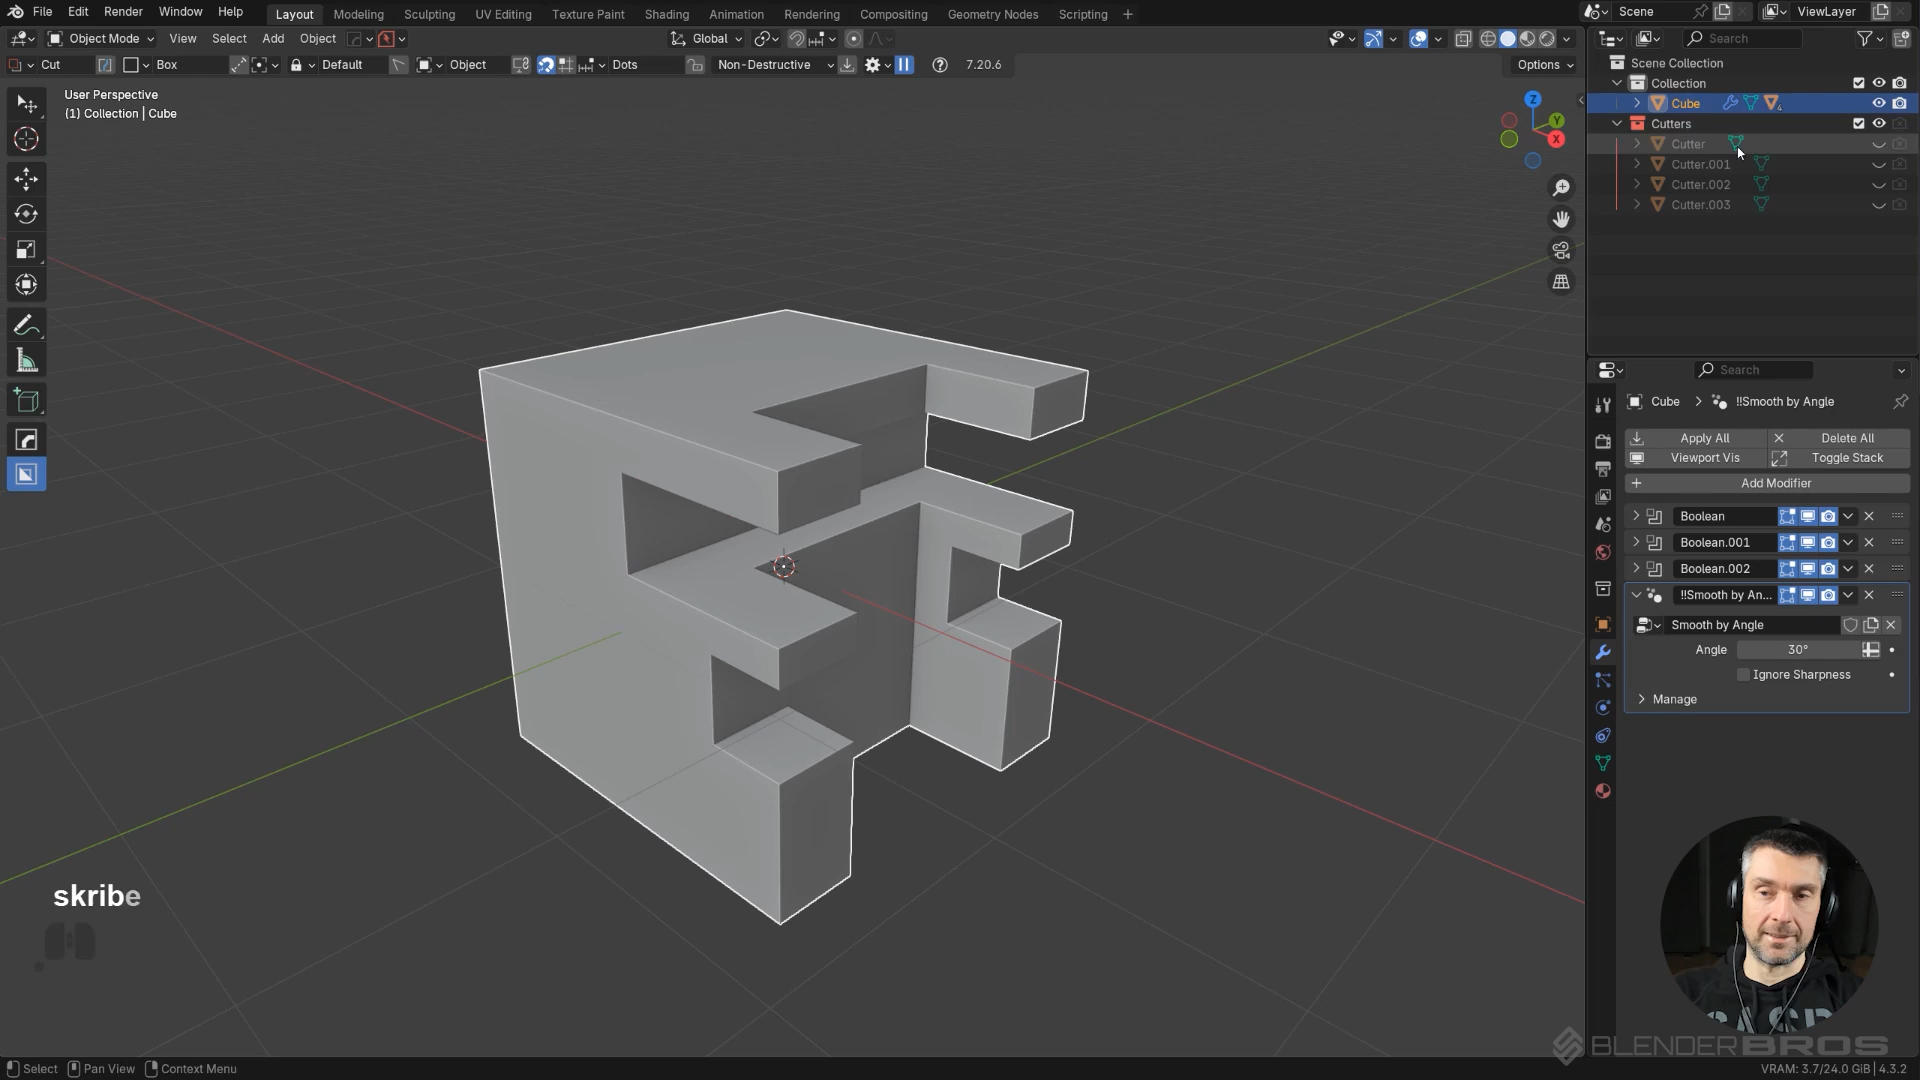 File Edit Render Window Help Layout Modeling Sculpting UV Editing Texture Paint Shading Animation Rendering Compositing Geometry Nodes Scripting + Scene ViewLayer
Object Mode View Select Add Object Global Search
Cut Box Default Object Dots Non-Destructive 7.20.6 Options
User Perspective
(1) Collection | Cube
Z
Y
X
Scene Collection
Collection
Cube 4
Cutters
Cutter
Cutter.001
Cutter.002
Cutter.003
Search
Cube > !!Smooth by Angle
Apply All Delete All
Viewport Vis Toggle Stack
+ Add Modifier
Boolean
Boolean.001
Boolean.002
!!Smooth by An...
Smooth by Angle
Angle 30°
Ignore Sharpness
Manage
skribe
BLENDERBROS
Select Pan View Context Menu VRAM: 3.7/24.0 GiB | 4.3.2